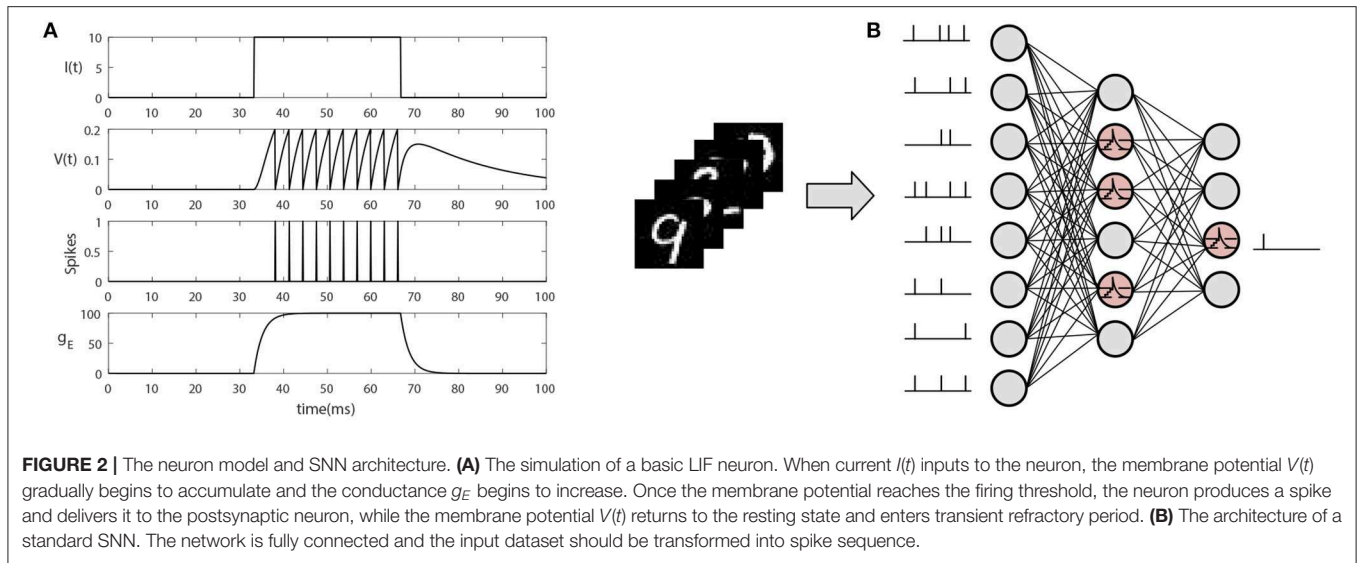 A
10
5
0
I(t)
0 10 20 30 40 50 60 70 80 90 100
0.2
0.1
0
V(t)
0 10 20 30 40 50 60 70 80 90 100
1
0.5
0
Spikes
0 10 20 30 40 50 60 70 80 90 100
100
50
0
gE
0 10 20 30 40 50 60 70 80 90 100
time(ms)
9
B
FIGURE 2 | The neuron model and SNN architecture. (A) The simulation of a basic LIF neuron. When current I(t) inputs to the neuron, the membrane potential V(t)
gradually begins to accumulate and the conductance gE begins to increase. Once the membrane potential reaches the firing threshold, the neuron produces a spike
and delivers it to the postsynaptic neuron, while the membrane potential V(t) returns to the resting state and enters transient refractory period. (B) The architecture of a
standard SNN. The network is fully connected and the input dataset should be transformed into spike sequence.